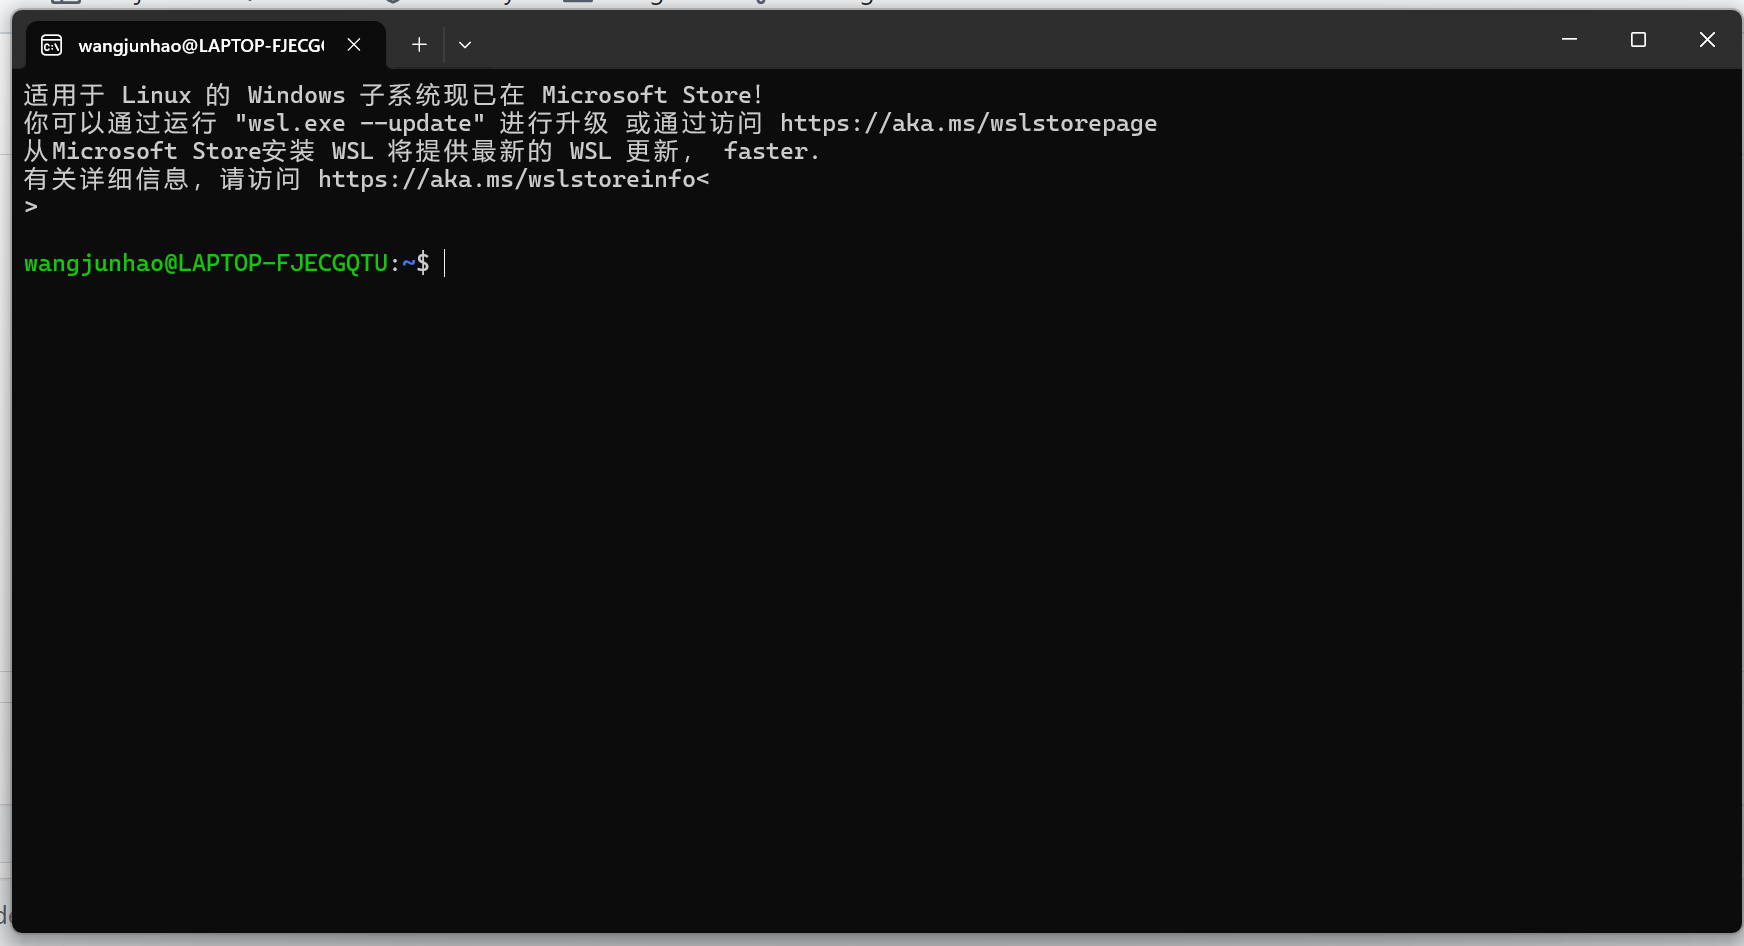 wangjunhao@LAPTOP-FJECG
适用于 Linux 的 Windows 子系统现已在 Microsoft Store!
你可以通过运行 "wsl.exe --update" 进行升级 或通过访问 https://aka.ms/wslstorepage
从Microsoft Store安装 WSL 将提供最新的 WSL 更新, faster.
有关详细信息, 请访问 https://aka.ms/wslstoreinfo<
>
wangjunhao@LAPTOP-FJECGQTU:~$